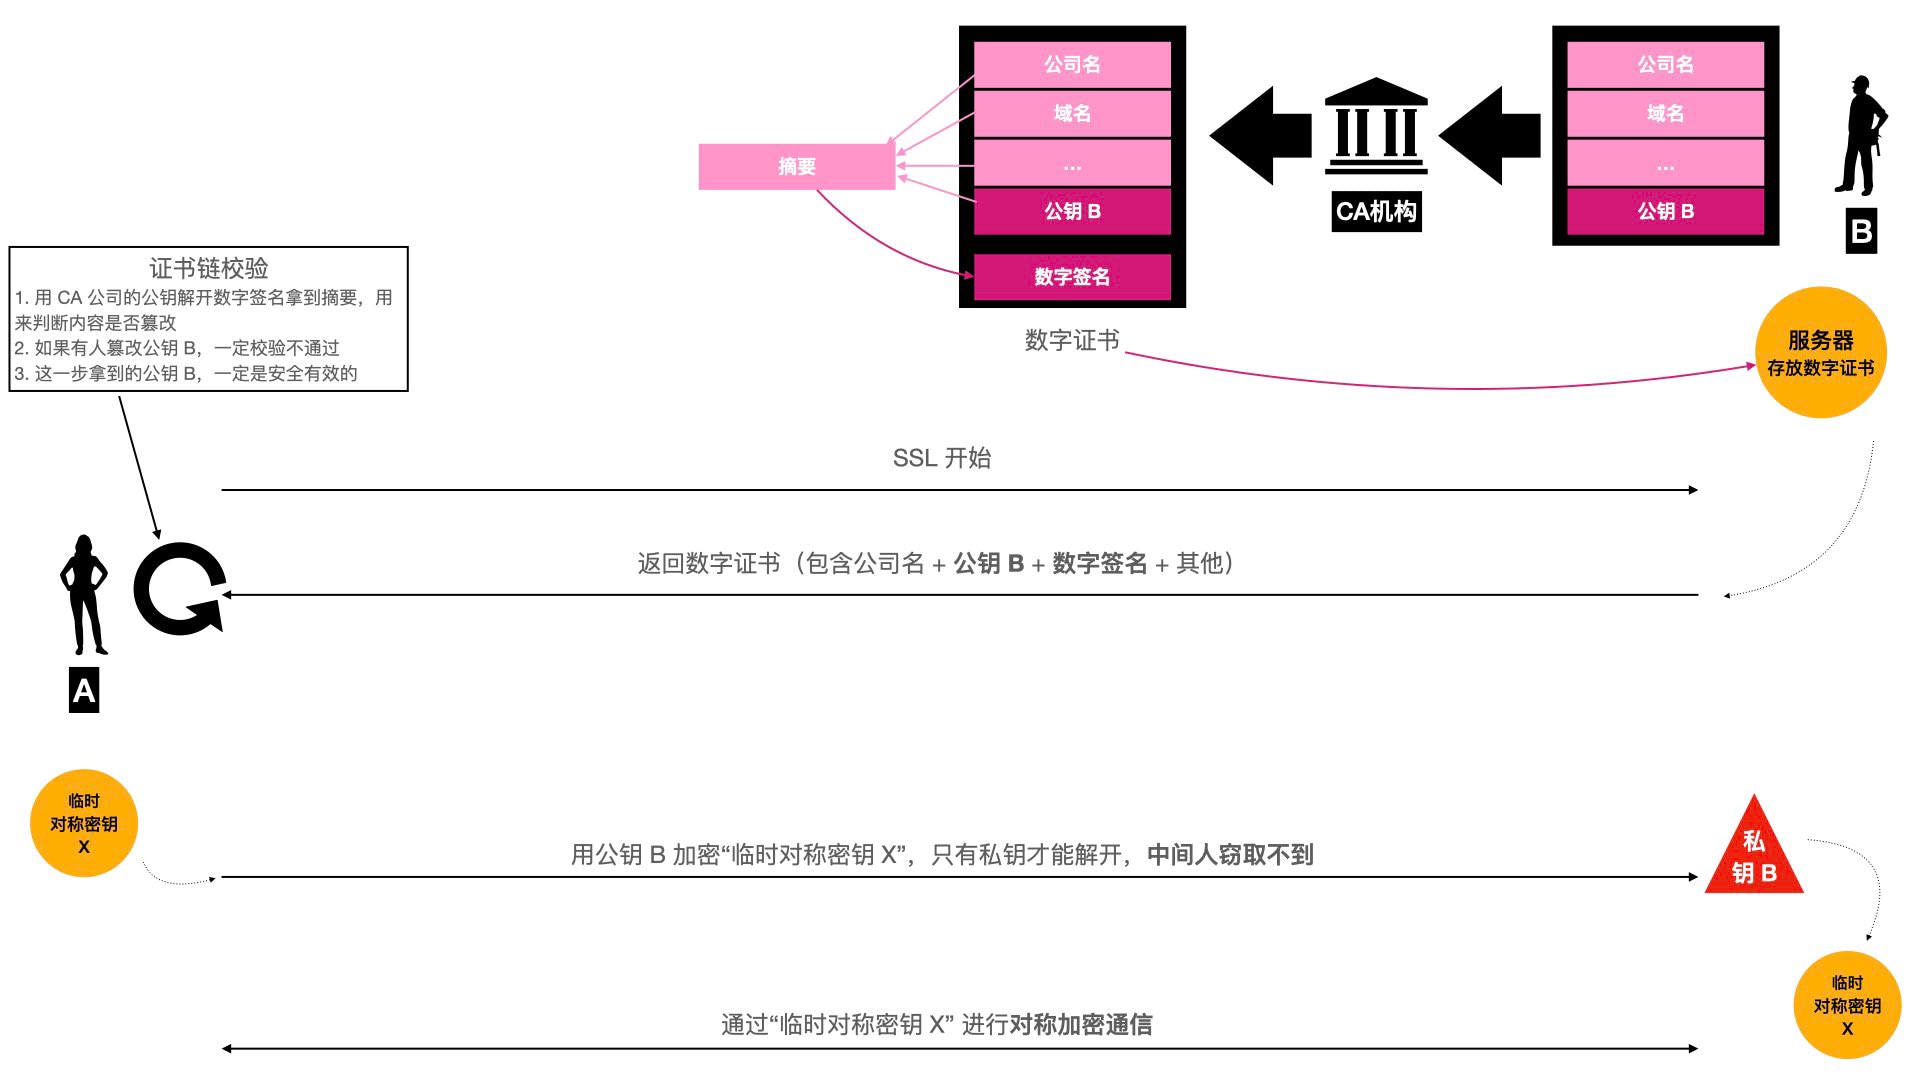 公司名
域名
...
公钥 B
数字签名
摘要
CA机构
公司名
域名
...
公钥 B
B
数字证书
服务器
存放数字证书
证书链校验
1. 用 CA 公司的公钥解开数字签名拿到摘要，用
来判断内容是否篡改
2. 如果有人篡改公钥 B，一定校验不通过
3. 这一步拿到的公钥 B，一定是安全有效的
SSL 开始
返回数字证书（包含公司名 + 公钥 B + 数字签名 + 其他）
A
临时
对称密钥
X
用公钥 B 加密“临时对称密钥 X”，只有私钥才能解开，中间人窃取不到
私
钥 B
临时
对称密钥
X
通过“临时对称密钥 X” 进行对称加密通信